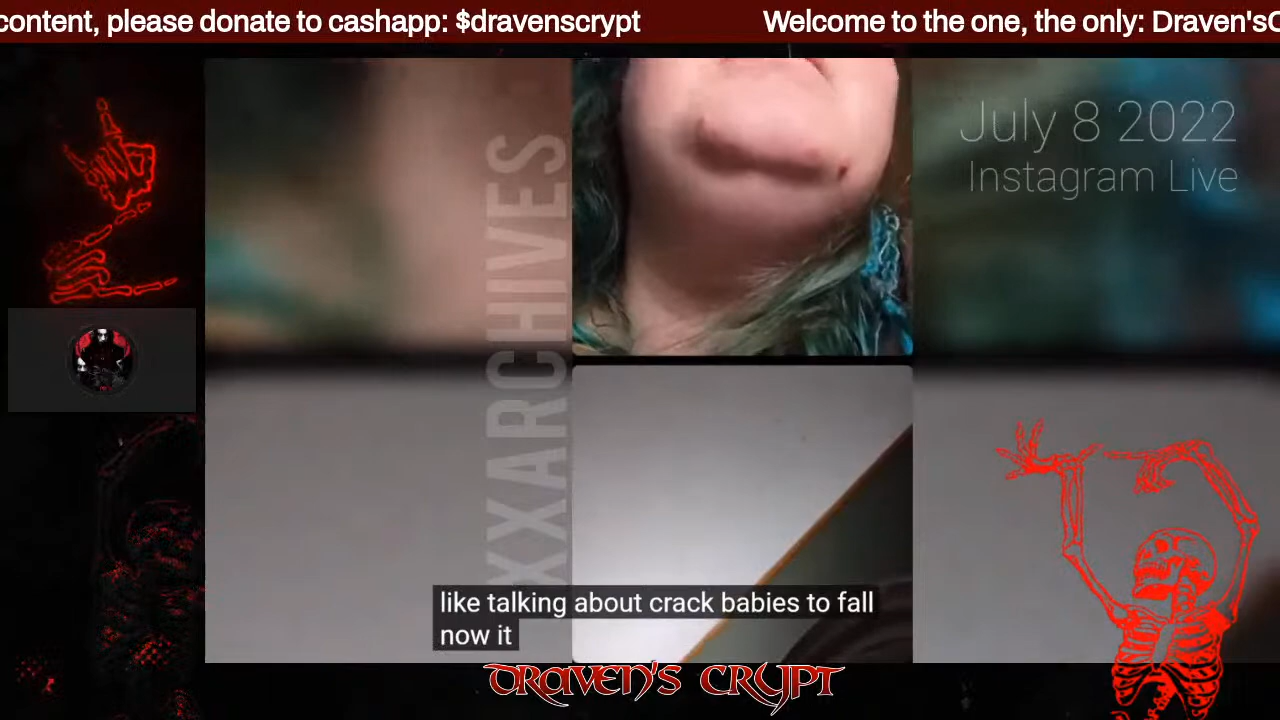 content, please donate to cashapp: $dravenscrypt
Welcome to the one, the only: Draven's
July 8 2022
Instagram Live
XXARCHIVES
like talking about crack babies to fall
now it
DRAVEN'S CRYPT